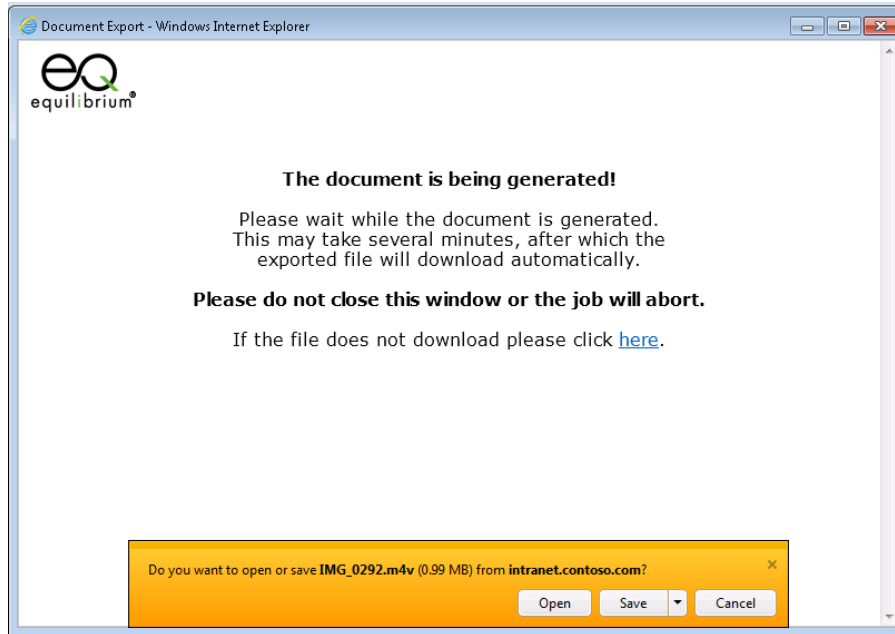 Document Export - Windows Internet Explorer
eQ
equilibrium®
The document is being generated!
Please wait while the document is generated.
This may take several minutes, after which the
exported file will download automatically.
Please do not close this window or the job will abort.
If the file does not download please click here.
Do you want to open or save IMG_0292.m4v (0.99 MB) from intranet.contoso.com?
Open Save Cancel